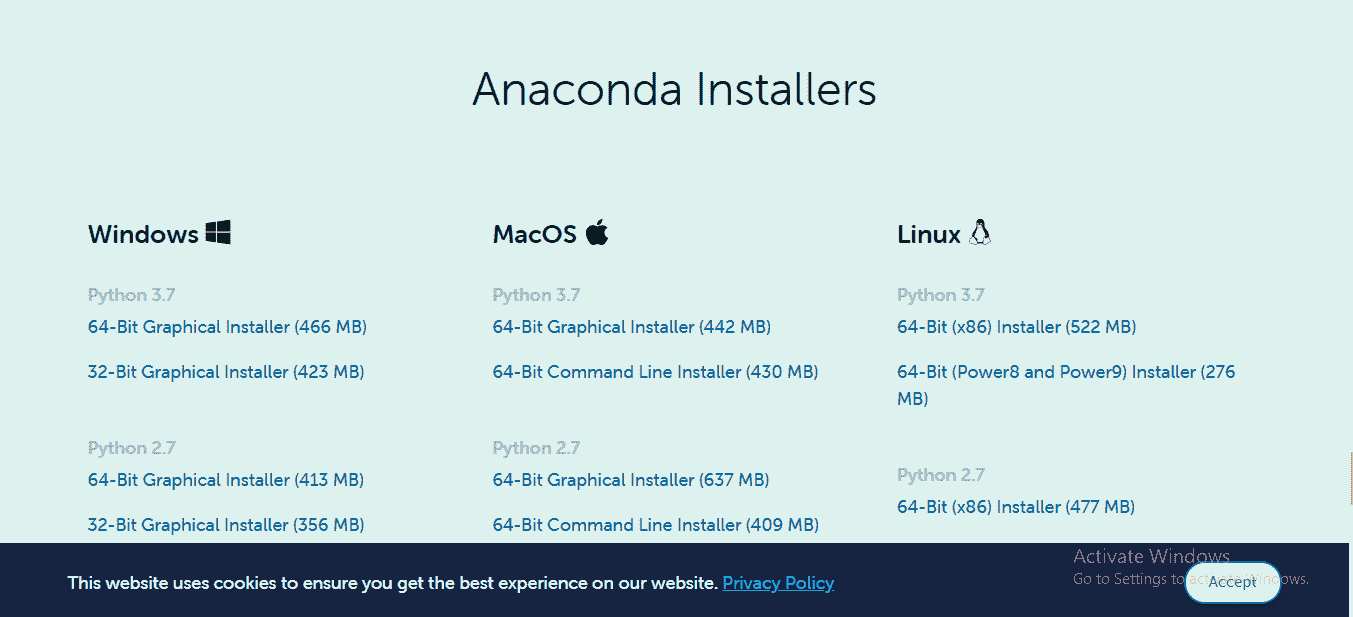 Anaconda Installers
Windows
Python 3.7
64-Bit Graphical Installer (466 MB)
32-Bit Graphical Installer (423 MB)
Python 2.7
64-Bit Graphical Installer (413 MB)
32-Bit Graphical Installer (356 MB)
MacOS
Python 3.7
64-Bit Graphical Installer (442 MB)
64-Bit Command Line Installer (430 MB)
Python 2.7
64-Bit Graphical Installer (637 MB)
64-Bit Command Line Installer (409 MB)
Linux
Python 3.7
64-Bit (x86) Installer (522 MB)
64-Bit (Power8 and Power9) Installer (276
MB)
Python 2.7
64-Bit (x86) Installer (477 MB)
This website uses cookies to ensure you get the best experience on our website. Privacy Policy
Accept
Activate Windows
Go to Settings to activate Windows.